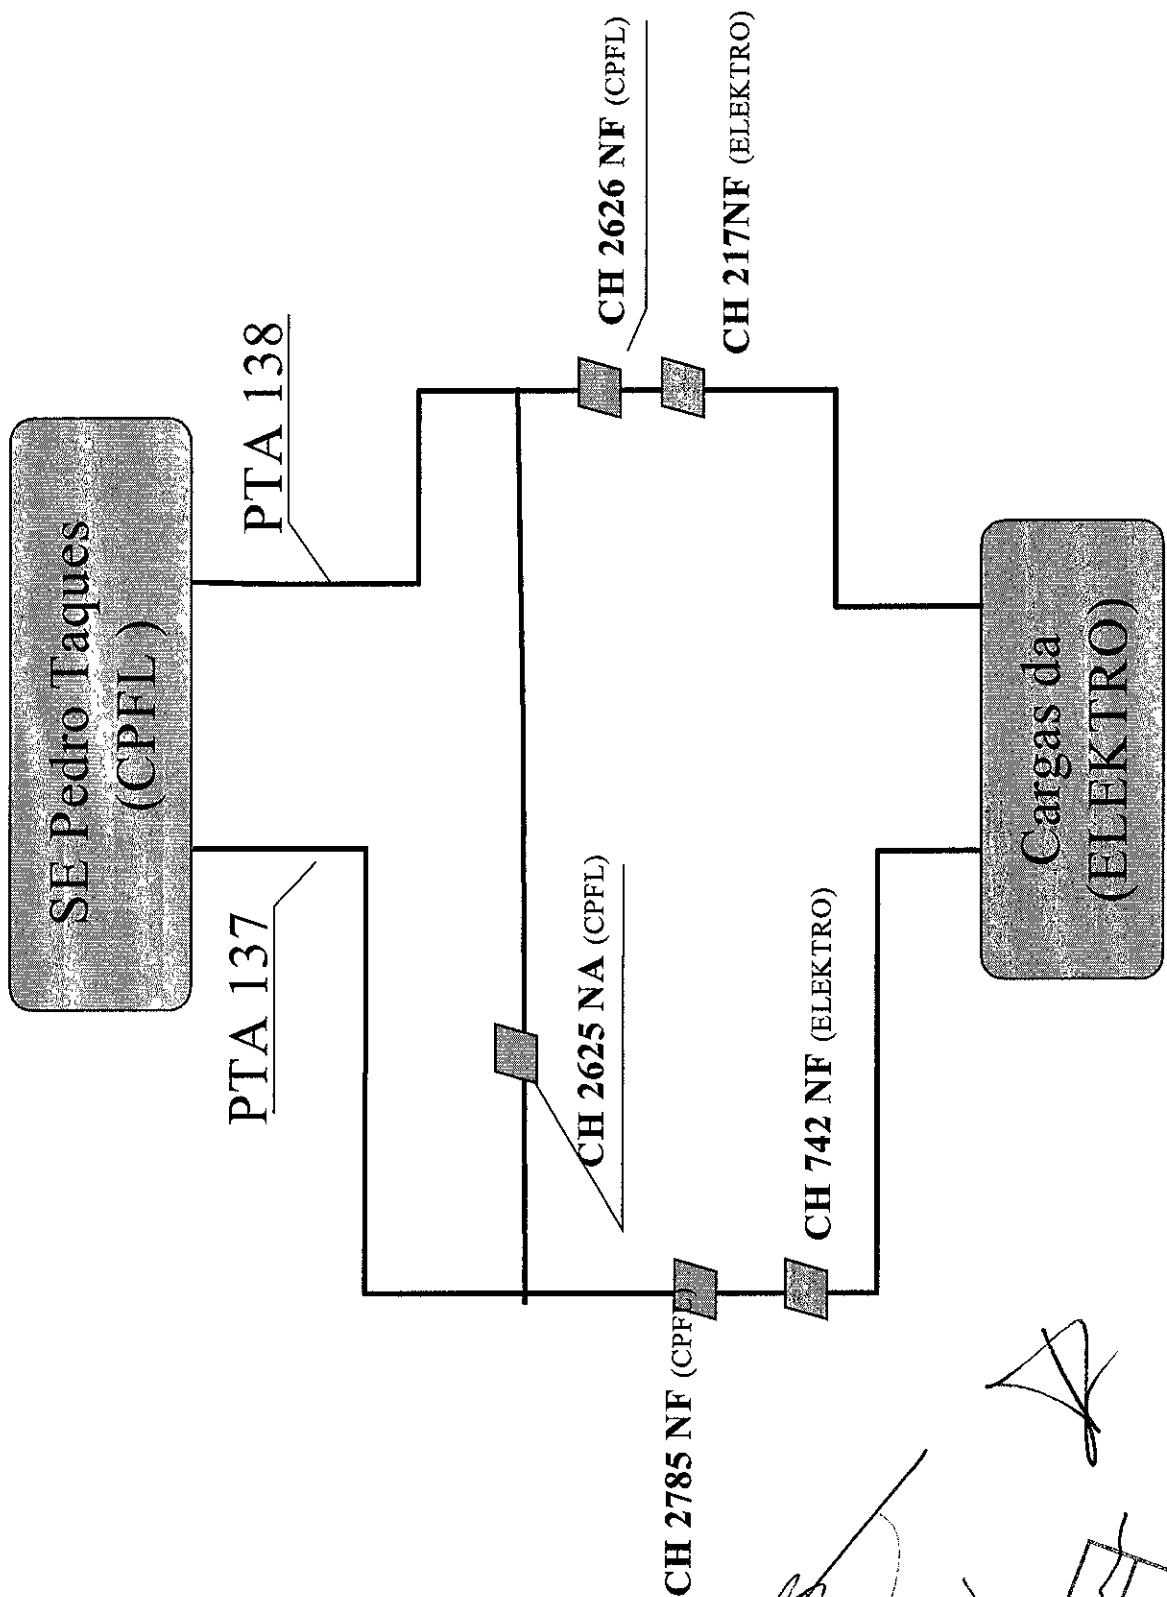 SE Pedro Taques
(CPFL )
PTA 137
PTA 138
CH 2625 NA (CPFL)
CH 2626 NF (CPFL)
CH 217NF (ELEKTRO)
CH 2785 NF (CPFL)
CH 742 NF (ELEKTRO)
Cargas da
(ELEKTRO)